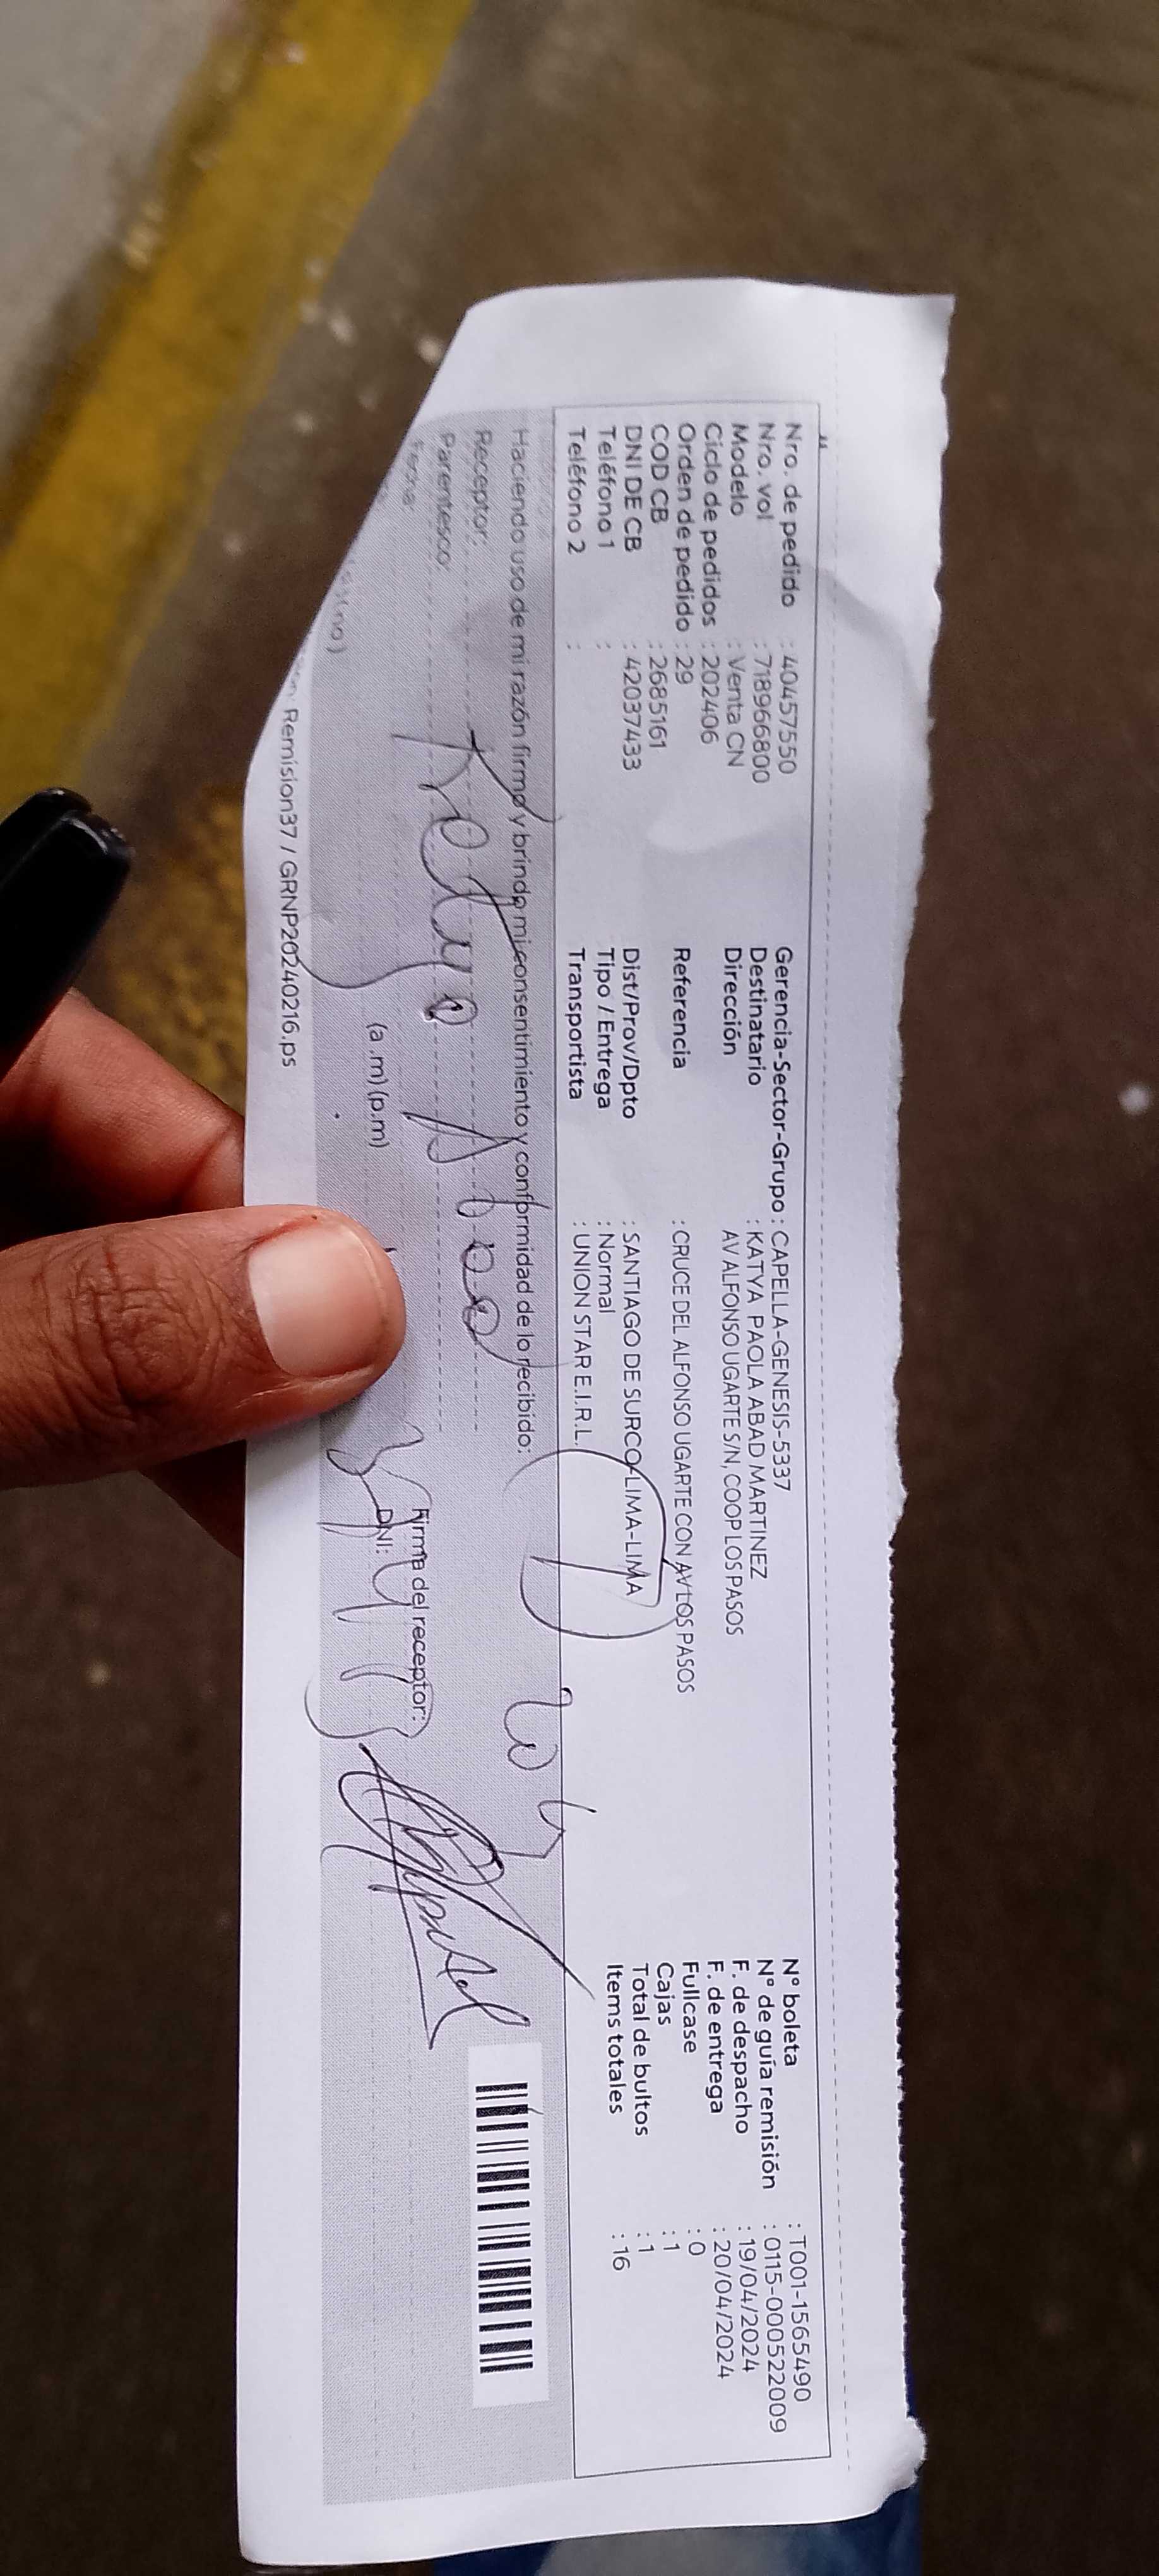 Nro. de pedido : 40457550
Nro. vol : 718966800
Modelo : Venta CN
Ciclo de pedidos : 202406
Orden de pedido : 29
COD CB : 2685161
DNI DE CB : 42037433
Teléfono 1 :
Teléfono 2 :
Gerencia-Sector-Grupo : CAPELLA-GENESIS-5337
Destinatario : KATYA PAOLA ABAD MARTINEZ
Dirección AV ALFONSO UGARTE S/N COOP LOS PASOS
Referencia : CRUCE DEL ALFONSO UGARTE CON AV LOS PASOS
Dist/Prov/Dpto : SANTIAGO DE SURCO-LIMA-LIMA
Tipo / Entrega : Normal
Transportista : UNION STAR E.I.R.L.
N° boleta : T001-1565490
N° de guía remisión : 0115-000522009
F. de despacho : 19/04/2024
F. de entrega : 20/04/2024
Fullcase : 0
Cajas : 1
Total de bultos : 1
Items totales : 16
Haciendo uso de mi razón firmo y brindo mi consentimiento y conformidad de lo recibido:
Receptor:
Parentesco:
Fecha:
(a.m)(p.m)
Firma del receptor:
DNI:
Remision37 / GRNP20240216.ps